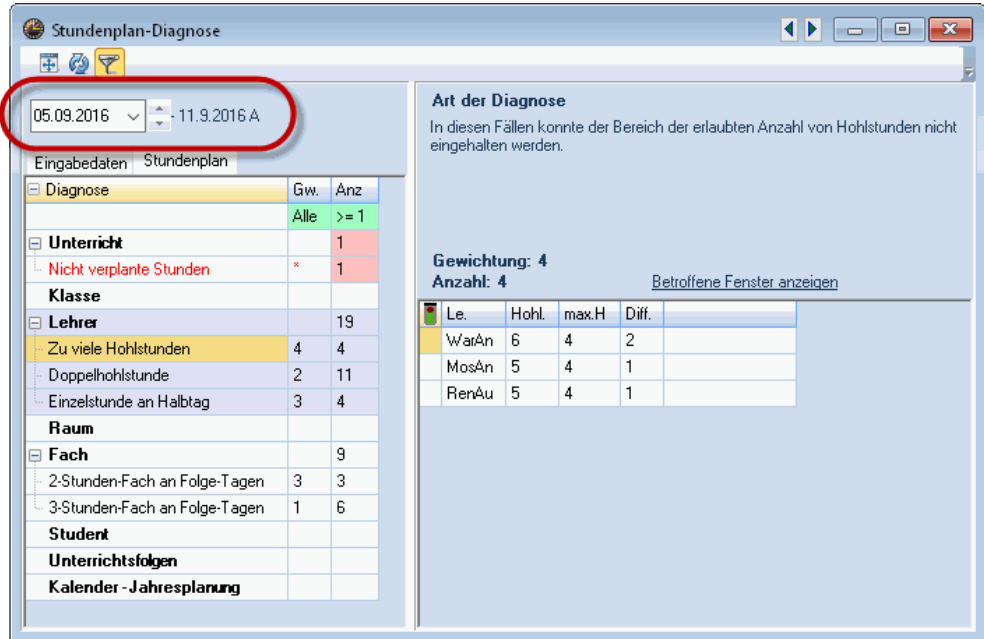 Stundenplan-Diagnose
05.09.2016 - 11.9.2016 A
Eingabedaten Stundenplan
Diagnose Gw. Anz
Alle >= 1
Unterricht 1
Nicht verplante Stunden * 1
Klasse
Lehrer 19
Zu viele Hohlstunden 4 4
Doppelhohlstunde 2 11
Einzelstunde an Halbtag 3 4
Raum
Fach 9
2-Stunden-Fach an Folge-Tagen 3 3
3-Stunden-Fach an Folge-Tagen 1 6
Student
Unterrichtsfolgen
Kalender - Jahresplanung
Art der Diagnose
In diesen Fällen konnte der Bereich der erlaubten Anzahl von Hohlstunden nicht
eingehalten werden.
Gewichtung: 4
Anzahl: 4 Betroffene Fenster anzeigen
Le. Hohl. max.H Diff.
WarAn 6 4 2
MosAn 5 4 1
RenAu 5 4 1